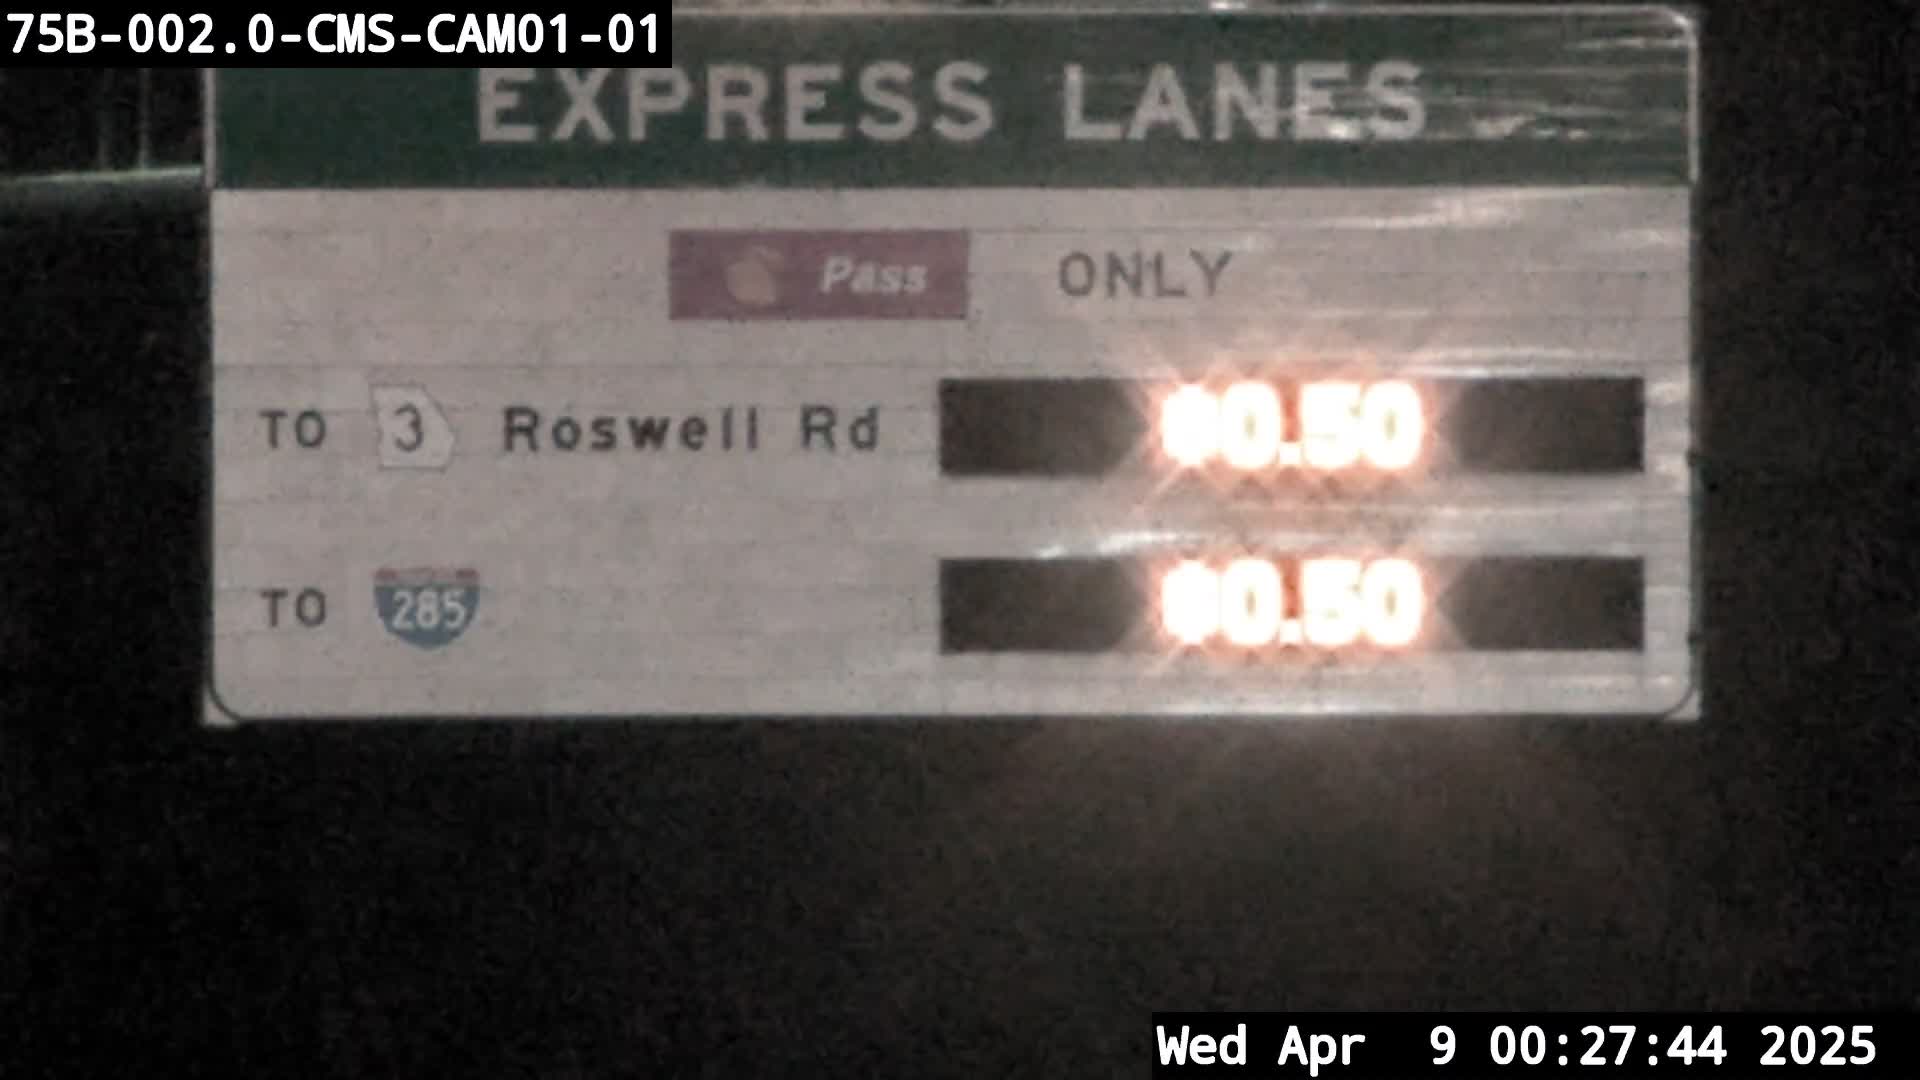 75B-002.0-CMS-CAM01-01
EXPRESS LANES
Pass ONLY
TO 3 Roswell Rd $0.50
TO 285 $0.50
Wed Apr 9 00:27:44 2025